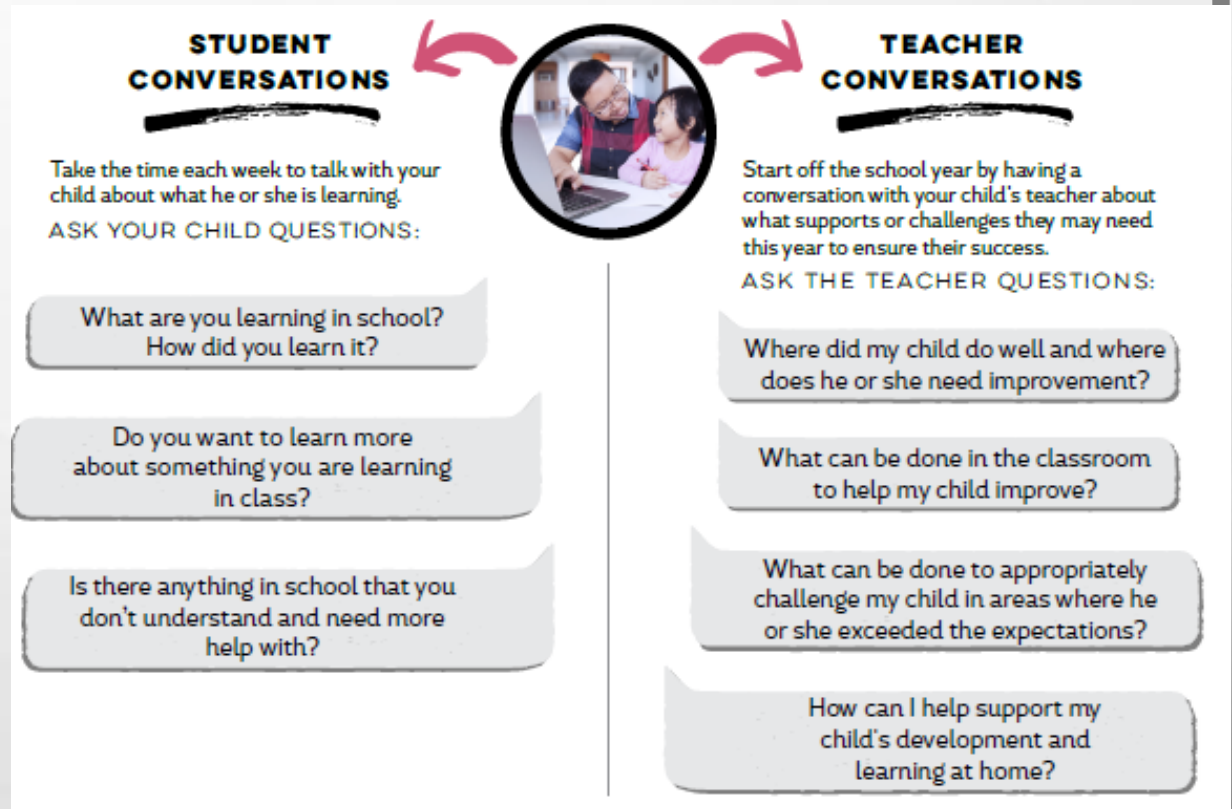 STUDENT
CONVERSATIONS
Take the time each week to talk with your
child about what he or she is learning.
ASK YOUR CHILD QUESTIONS:
What are you learning in school?
How did you learn it?
Do you want to learn more
about something you are learning
in class?
Is there anything in school that you
don't understand and need more
help with?
TEACHER
CONVERSATIONS
Start off the school year by having a
conversation with your child's teacher about
what supports or challenges they may need
this year to ensure their success.
ASK THE TEACHER QUESTIONS:
Where did my child do well and where
does he or she need improvement?
What can be done in the classroom
to help my child improve?
What can be done to appropriately
challenge my child in areas where he
or she exceeded the expectations?
How can I help support my
child's development and
learning at home?